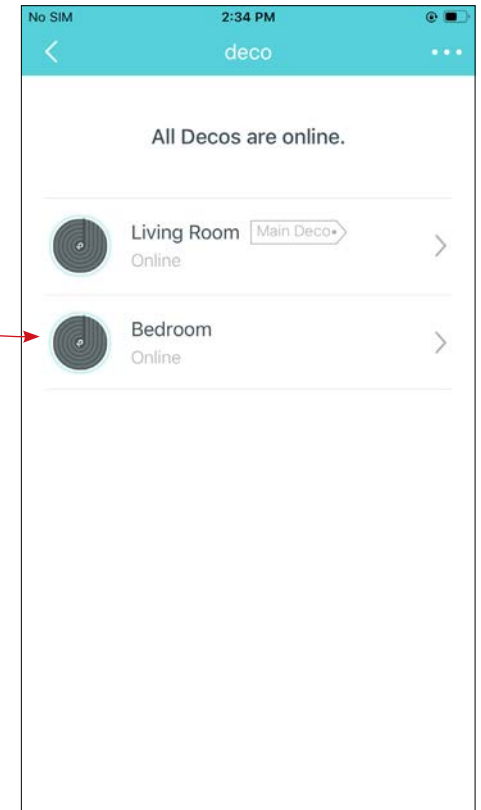 No SIM 2:34 PM
deco
All Decos are online.
Living Room Main Deco
Online
Bedroom
Online